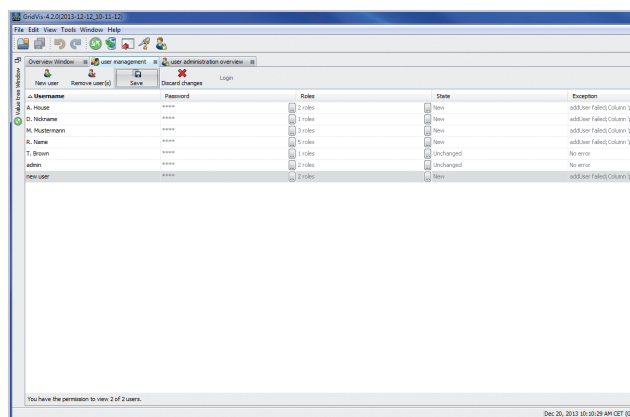 GridVis-4.2.0(2013-12-12_10-11-12)
File Edit View Tools Window Help
Overview Window user management user administration overview
New user Remove user(s) Save Discard changes Login
Value tree Window
Username Password Roles State Exception
A. House **** 2 roles New addUser failed; Column '
D. Nickname **** 1 roles New addUser failed; Column '
M. Mustermann **** 3 roles New addUser failed; Column '
R. Name **** 5 roles New addUser failed; Column '
T. Brown **** 1 roles Unchanged No error
admin **** 2 roles Unchanged No error
new user **** 2 roles New addUser failed; Column '
You have the permission to view 2 of 2 users.
Dec 20, 2013 10:10:29 AM CET (G